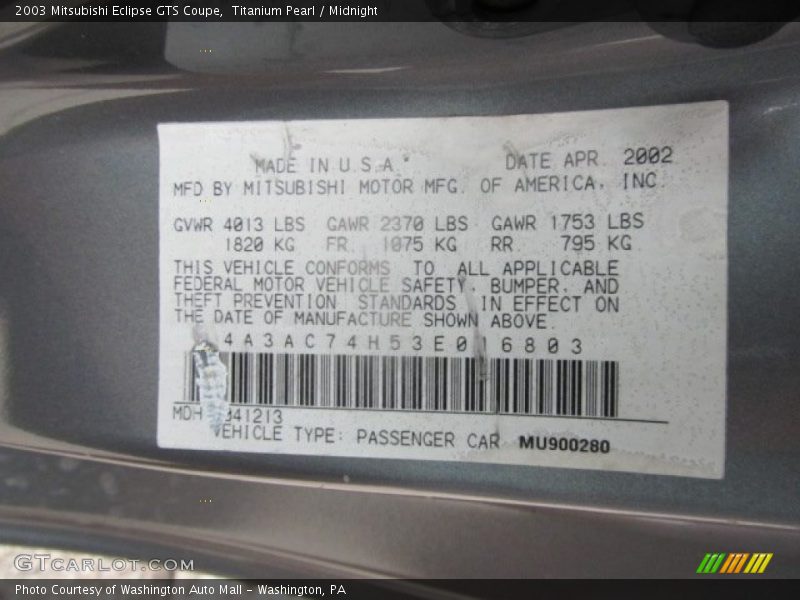 2003 Mitsubishi Eclipse GTS Coupe, Titanium Pearl / Midnight
MADE IN U.S.A.
DATE APR. 2002
MFD BY MITSUBISHI MOTOR MFG. OF AMERICA, INC.
GVWR 4013 LBS GAWR 2370 LBS GAWR 1753 LBS
1820 KG FR. 1075 KG RR. 795 KG
THIS VEHICLE CONFORMS TO ALL APPLICABLE
FEDERAL MOTOR VEHICLE SAFETY, BUMPER, AND
THEFT PREVENTION STANDARDS IN EFFECT ON
THE DATE OF MANUFACTURE SHOWN ABOVE.
4A3AC74H53E0 6803
MDH 041213
VEHICLE TYPE: PASSENGER CAR MU900280
GTCARLOT.COM
Photo Courtesy of Washington Auto Mall - Washington, PA